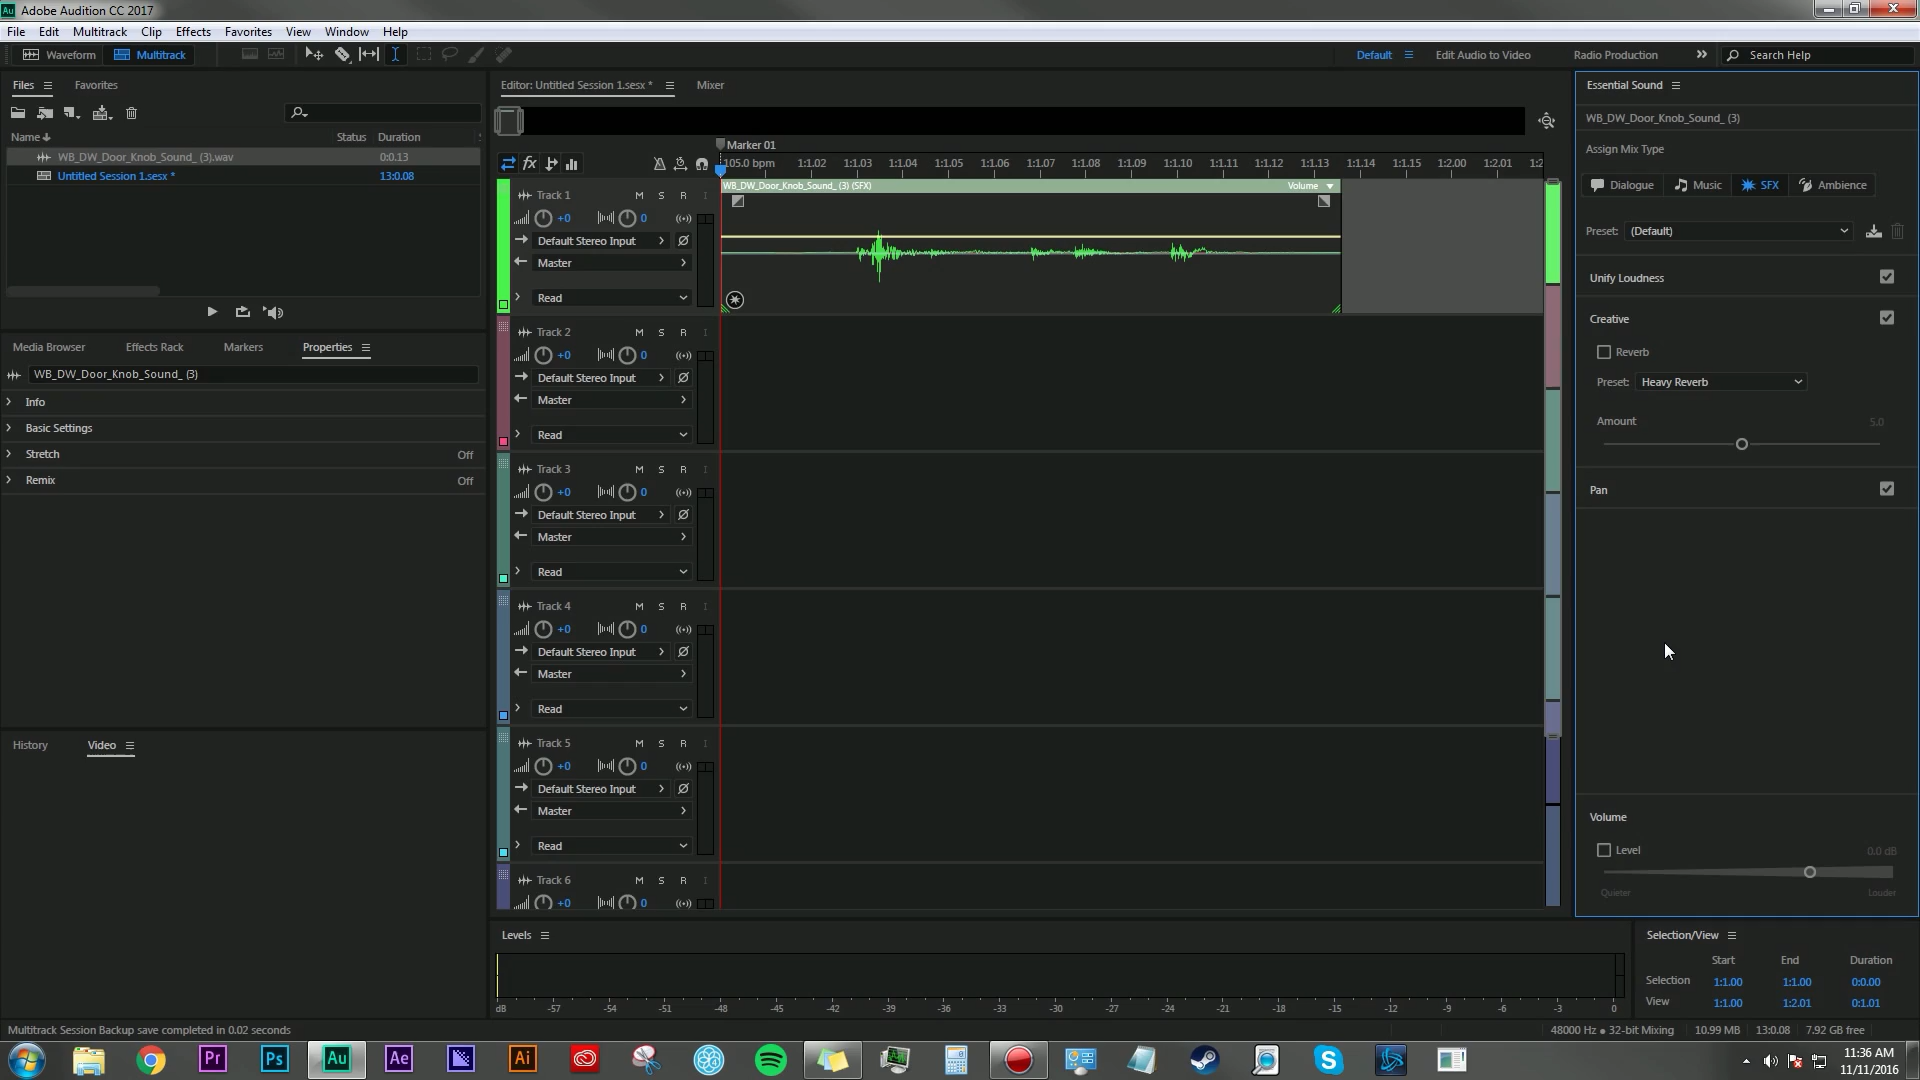 Au Adobe Audition CC 2017
File Edit Multitrack Clip Effects Favorites View Window Help
Waveform Multitrack Default Edit Audio to Video Radio Production Search Help
Files Favorites
Name Status Duration
WB_DW_Door_Knob_Sound_ (3).wav 0:0.13
Untitled Session 1.sesx * 13:0.08
Media Browser Effects Rack Markers Properties
WB_DW_Door_Knob_Sound_ (3)
Info
Basic Settings
Stretch Off
Remix Off
History Video
Editor: Untitled Session 1.sesx * Mixer
Marker 01
fx 105.0 bpm 1:1.02 1:1.03 1:1.04 1:1.05 1:1.06 1:1.07 1:1.08 1:1.09 1:1.10 1:1.11 1:1.12 1:1.13 1:1.14 1:1.15 1:2.00 1:2.01 1:2
WB_DW_Door_Knob_Sound_ (3) (SFX) Volume
Track 1 M S R I
+0 0
Default Stereo Input
Master
Read
Track 2 M S R I
+0 0
Default Stereo Input
Master
Read
Track 3 M S R I
+0 0
Default Stereo Input
Master
Read
Track 4 M S R I
+0 0
Default Stereo Input
Master
Read
Track 5 M S R I
+0 0
Default Stereo Input
Master
Read
Track 6 M S R I
+0 0
Essential Sound
WB_DW_Door_Knob_Sound_ (3)
Assign Mix Type
Dialogue Music SFX Ambience
Preset: (Default)
Unify Loudness
Creative
Reverb
Preset: Heavy Reverb
Amount 5.0
Pan
Volume
Level 0.0 dB
Quieter Louder
Levels
dB -57 -54 -51 -48 -45 -42 -39 -36 -33 -30 -27 -24 -21 -18 -15 -12 -9 -6 -3 0
Selection/View
Start End Duration
Selection 1:1.00 1:1.00 0:0.00
View 1:1.00 1:2.01 0:1.01
Multitrack Session Backup save completed in 0.02 seconds 48000 Hz ● 32-bit Mixing 10.99 MB 13:0.08 7.92 GB free
Pr Ps Au Ae Ai
11:36 AM
11/11/2016